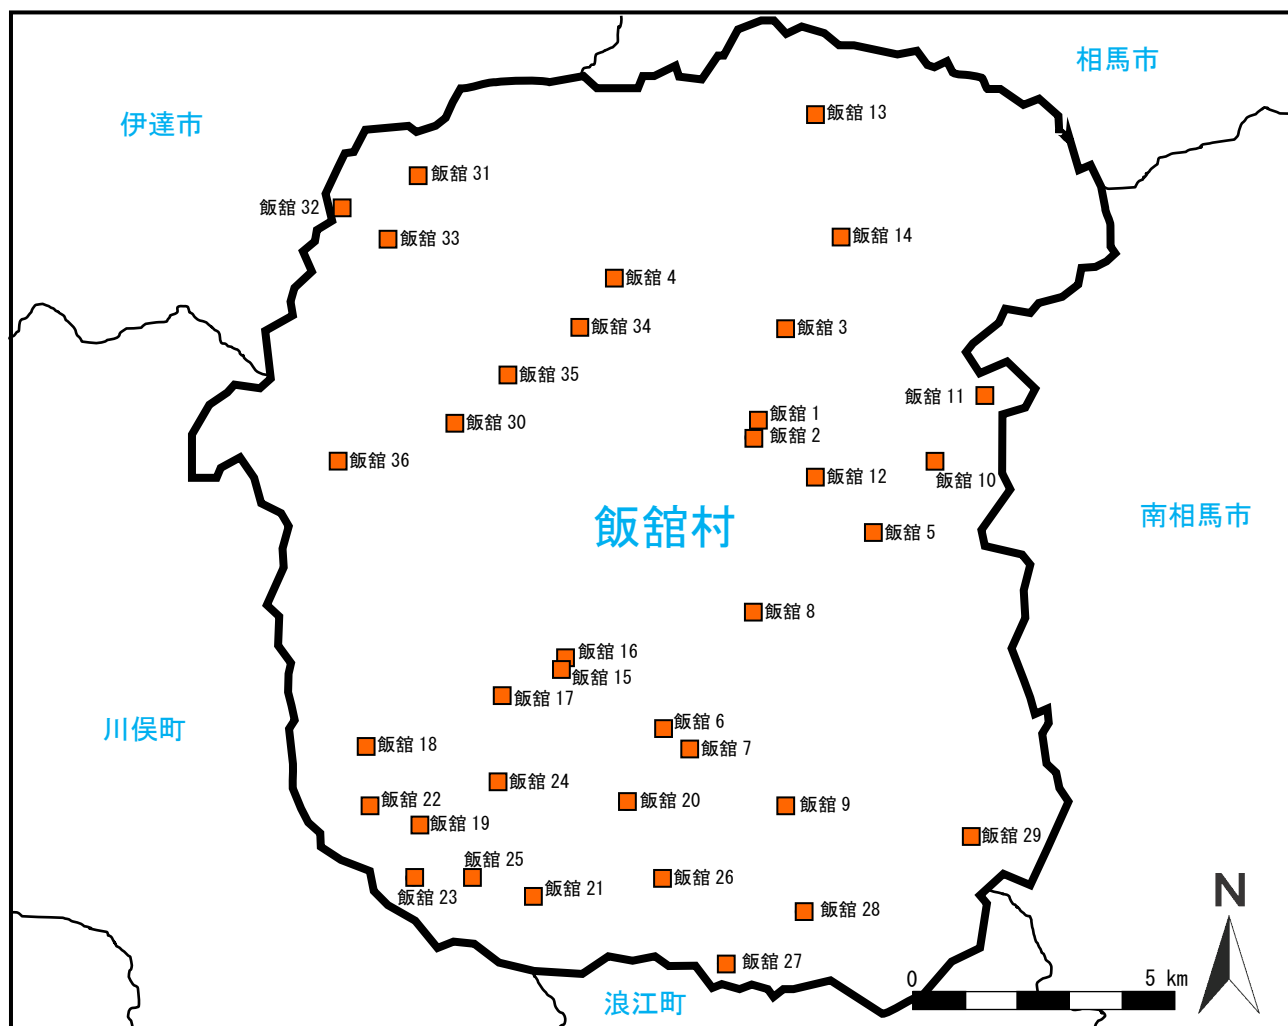 相馬市
伊達市
飯舘 13
飯舘 31
飯舘 32
飯舘 33
飯舘 14
飯舘 4
飯舘 34
飯舘 3
飯舘 35
飯舘 11
飯舘 1
飯舘 30
飯舘 2
飯舘 36
飯舘 12
飯舘 10
南相馬市
飯舘村
飯舘 5
飯舘 8
飯舘 16
飯舘 15
飯舘 17
川俣町
飯舘 6
飯舘 18
飯舘 7
飯舘 24
飯舘 22
飯舘 20
飯舘 9
飯舘 19
飯舘 29
飯舘 25
飯舘 26
飯舘 23
飯舘 21
N
飯舘 28
飯舘 27
0
5 km
浪江町